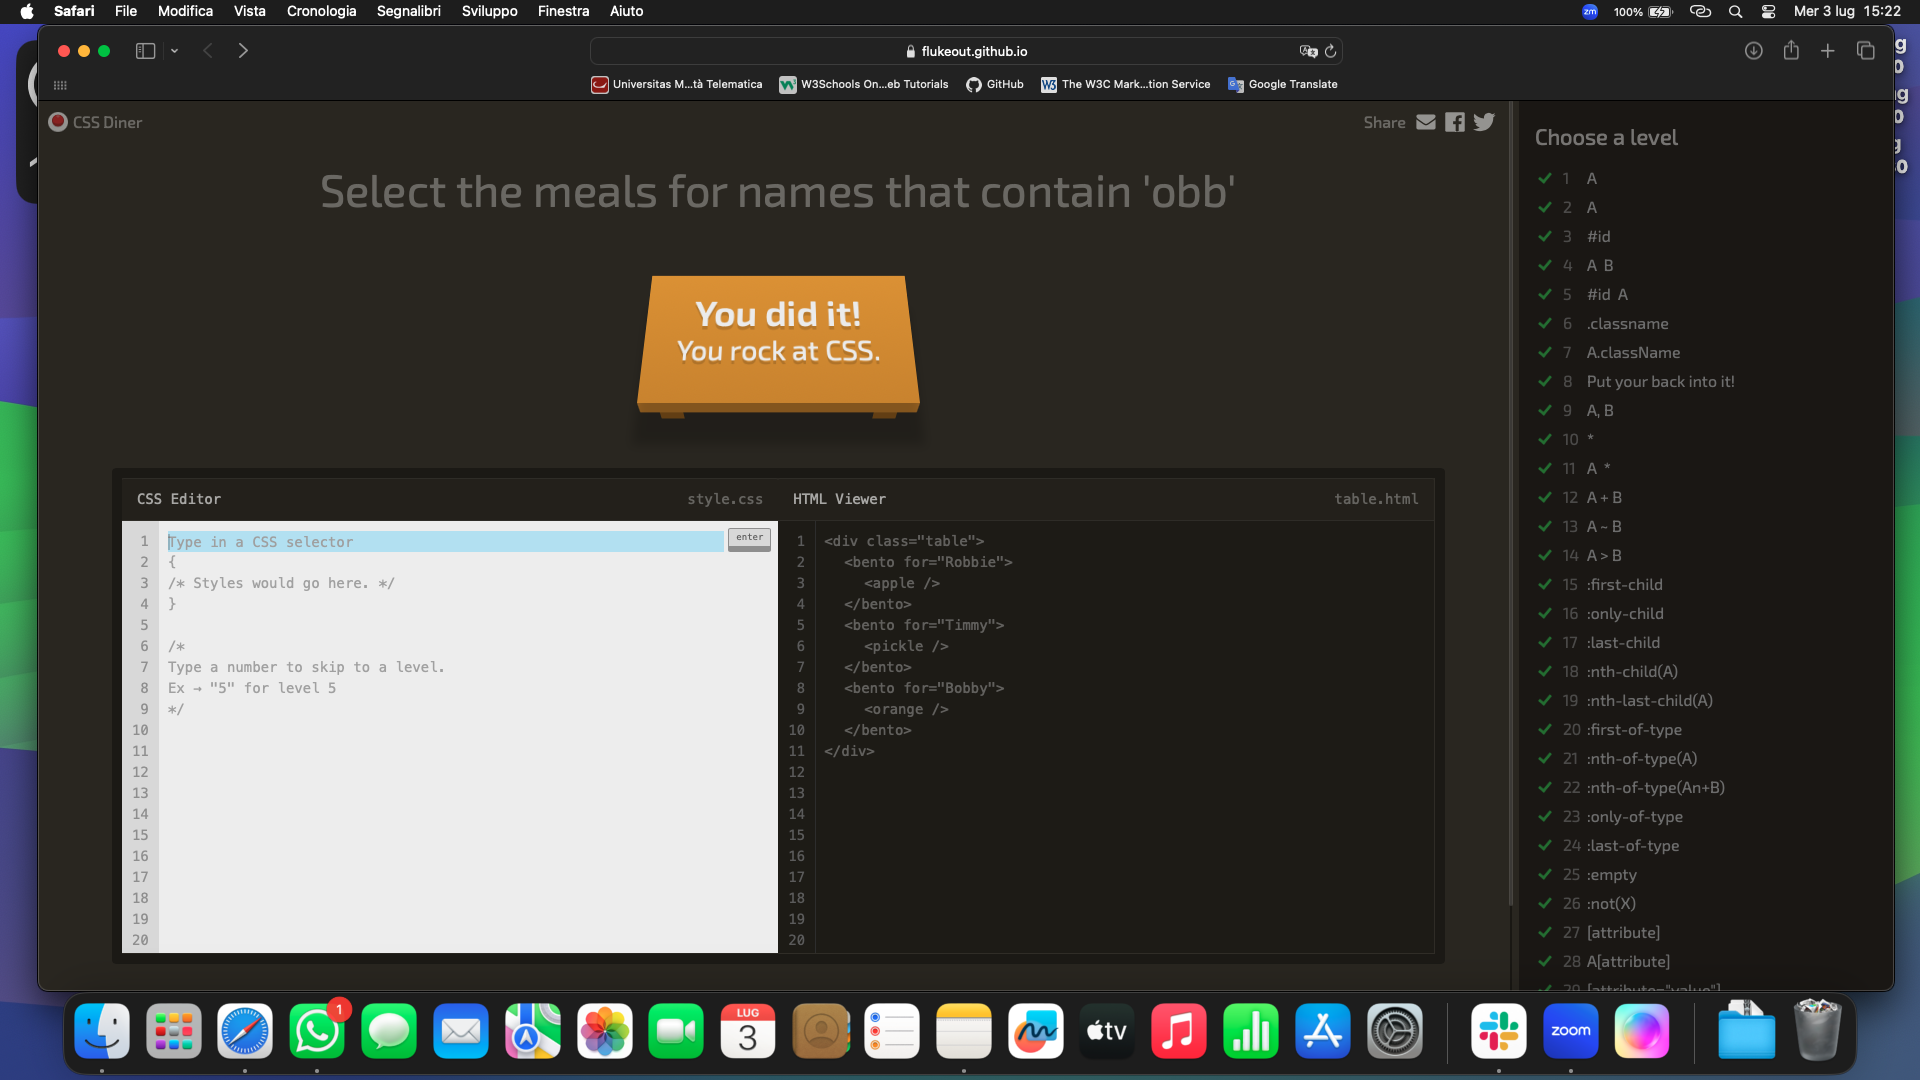 Safari File Modifica Vista Cronologia Segnalibri Sviluppo Finestra Aiuto
zm 100% Mer 3 lug 15:22
flukeout.github.io
Universitas M...tà Telematica W3Schools On...eb Tutorials GitHub The W3C Mark...tion Service Google Translate
CSS Diner
Share
Select the meals for names that contain 'obb'
You did it!
You rock at CSS.
CSS Editor style.css
1 Type in a CSS selector enter
2 {
3 /* Styles would go here. */
4 }
5
6 /*
7 Type a number to skip to a level.
8 Ex → "5" for level 5
9 */
10
11
12
13
14
15
16
17
18
19
20
HTML Viewer table.html
1 <div class="table">
2 <bento for="Robbie">
3 <apple />
4 </bento>
5 <bento for="Timmy">
6 <pickle />
7 </bento>
8 <bento for="Bobby">
9 <orange />
10 </bento>
11 </div>
12
13
14
15
16
17
18
19
20
Choose a level
1 A
2 A
3 #id
4 A B
5 #id A
6 .classname
7 A.className
8 Put your back into it!
9 A, B
10 *
11 A *
12 A + B
13 A ~ B
14 A > B
15 :first-child
16 :only-child
17 :last-child
18 :nth-child(A)
19 :nth-last-child(A)
20 :first-of-type
21 :nth-of-type(A)
22 :nth-of-type(An+B)
23 :only-of-type
24 :last-of-type
25 :empty
26 :not(X)
27 [attribute]
28 A[attribute]
29 [attribute="value"]
1
LUG
3
tv
zoom